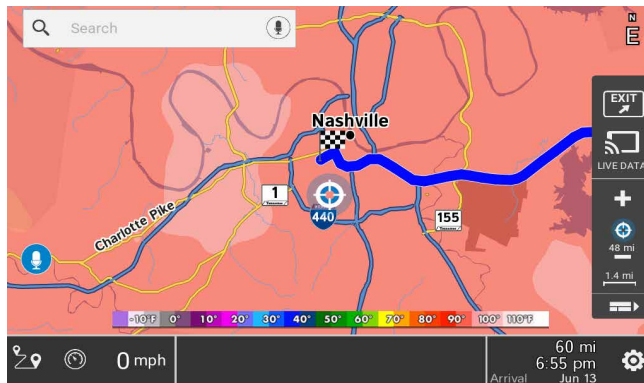 Search
N
E
EXIT
Nashville
LIVE DATA
1
Tennessee
440
155
Tennessee
Charlotte Pike
48 mi
1.4 mi
-10°F 0° 10° 20° 30° 40° 50° 60° 70° 80° 90° 100° 110°F
0 mph
60 mi
6:55 pm
Arrival Jun 13